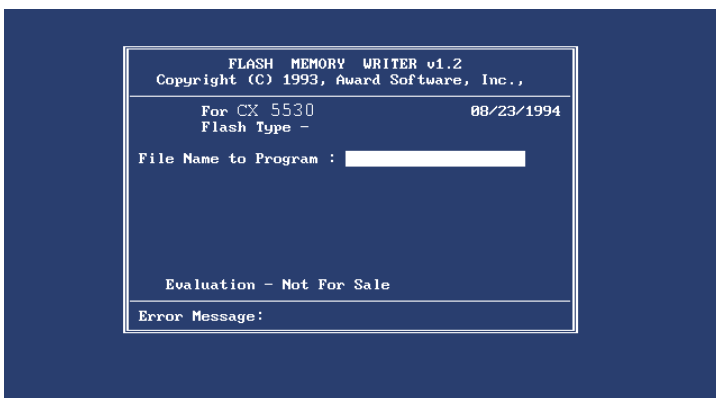 FLASH MEMORY WRITER v1.2
Copyright (C) 1993, Award Software, Inc.,
For CX 5530 08/23/1994
Flash Type -
File Name to Program :
Evaluation - Not For Sale
Error Message: